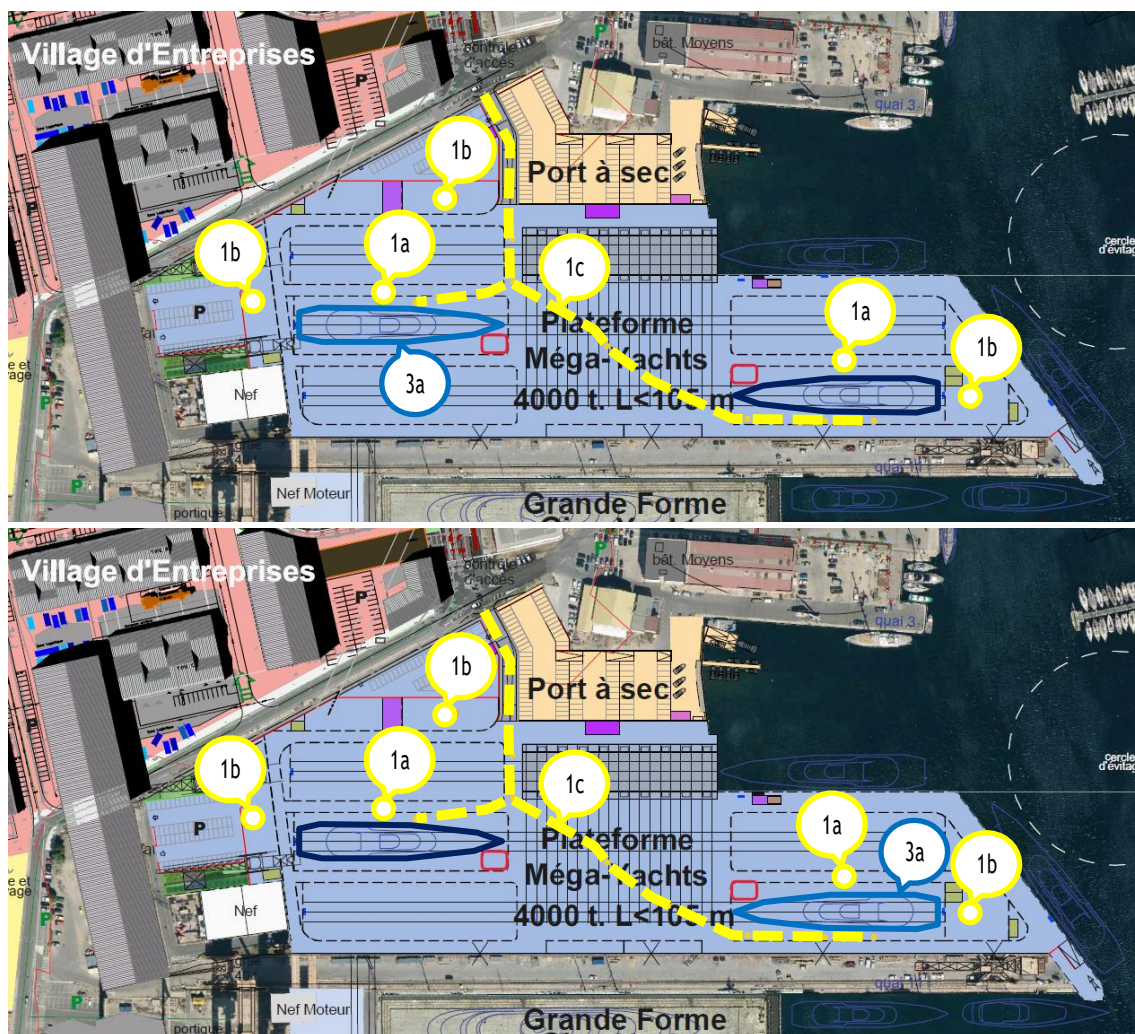 Village d'Entreprises
contrôle
d'accès
P
bât. Moyens
quai 3
P
P
1b
Port à sec
1b
1a
1c
cercle
d'évitag
P
Plateforme
1a
Méga-Yachts
1b
3a
Nef
4000 t. L<105 m
P
Nef Moteur
portique
Grande Forme
Village d'Entreprises
contrôle
d'accès
P
bât. Moyens
quai 3
P
P
1b
Port à sec
1b
1a
1c
cercle
d'évitag
P
Plateforme
1a
3a
Méga-Yachts
1b
Nef
4000 t. L<105 m
P
Nef Moteur
portique
Grande Forme